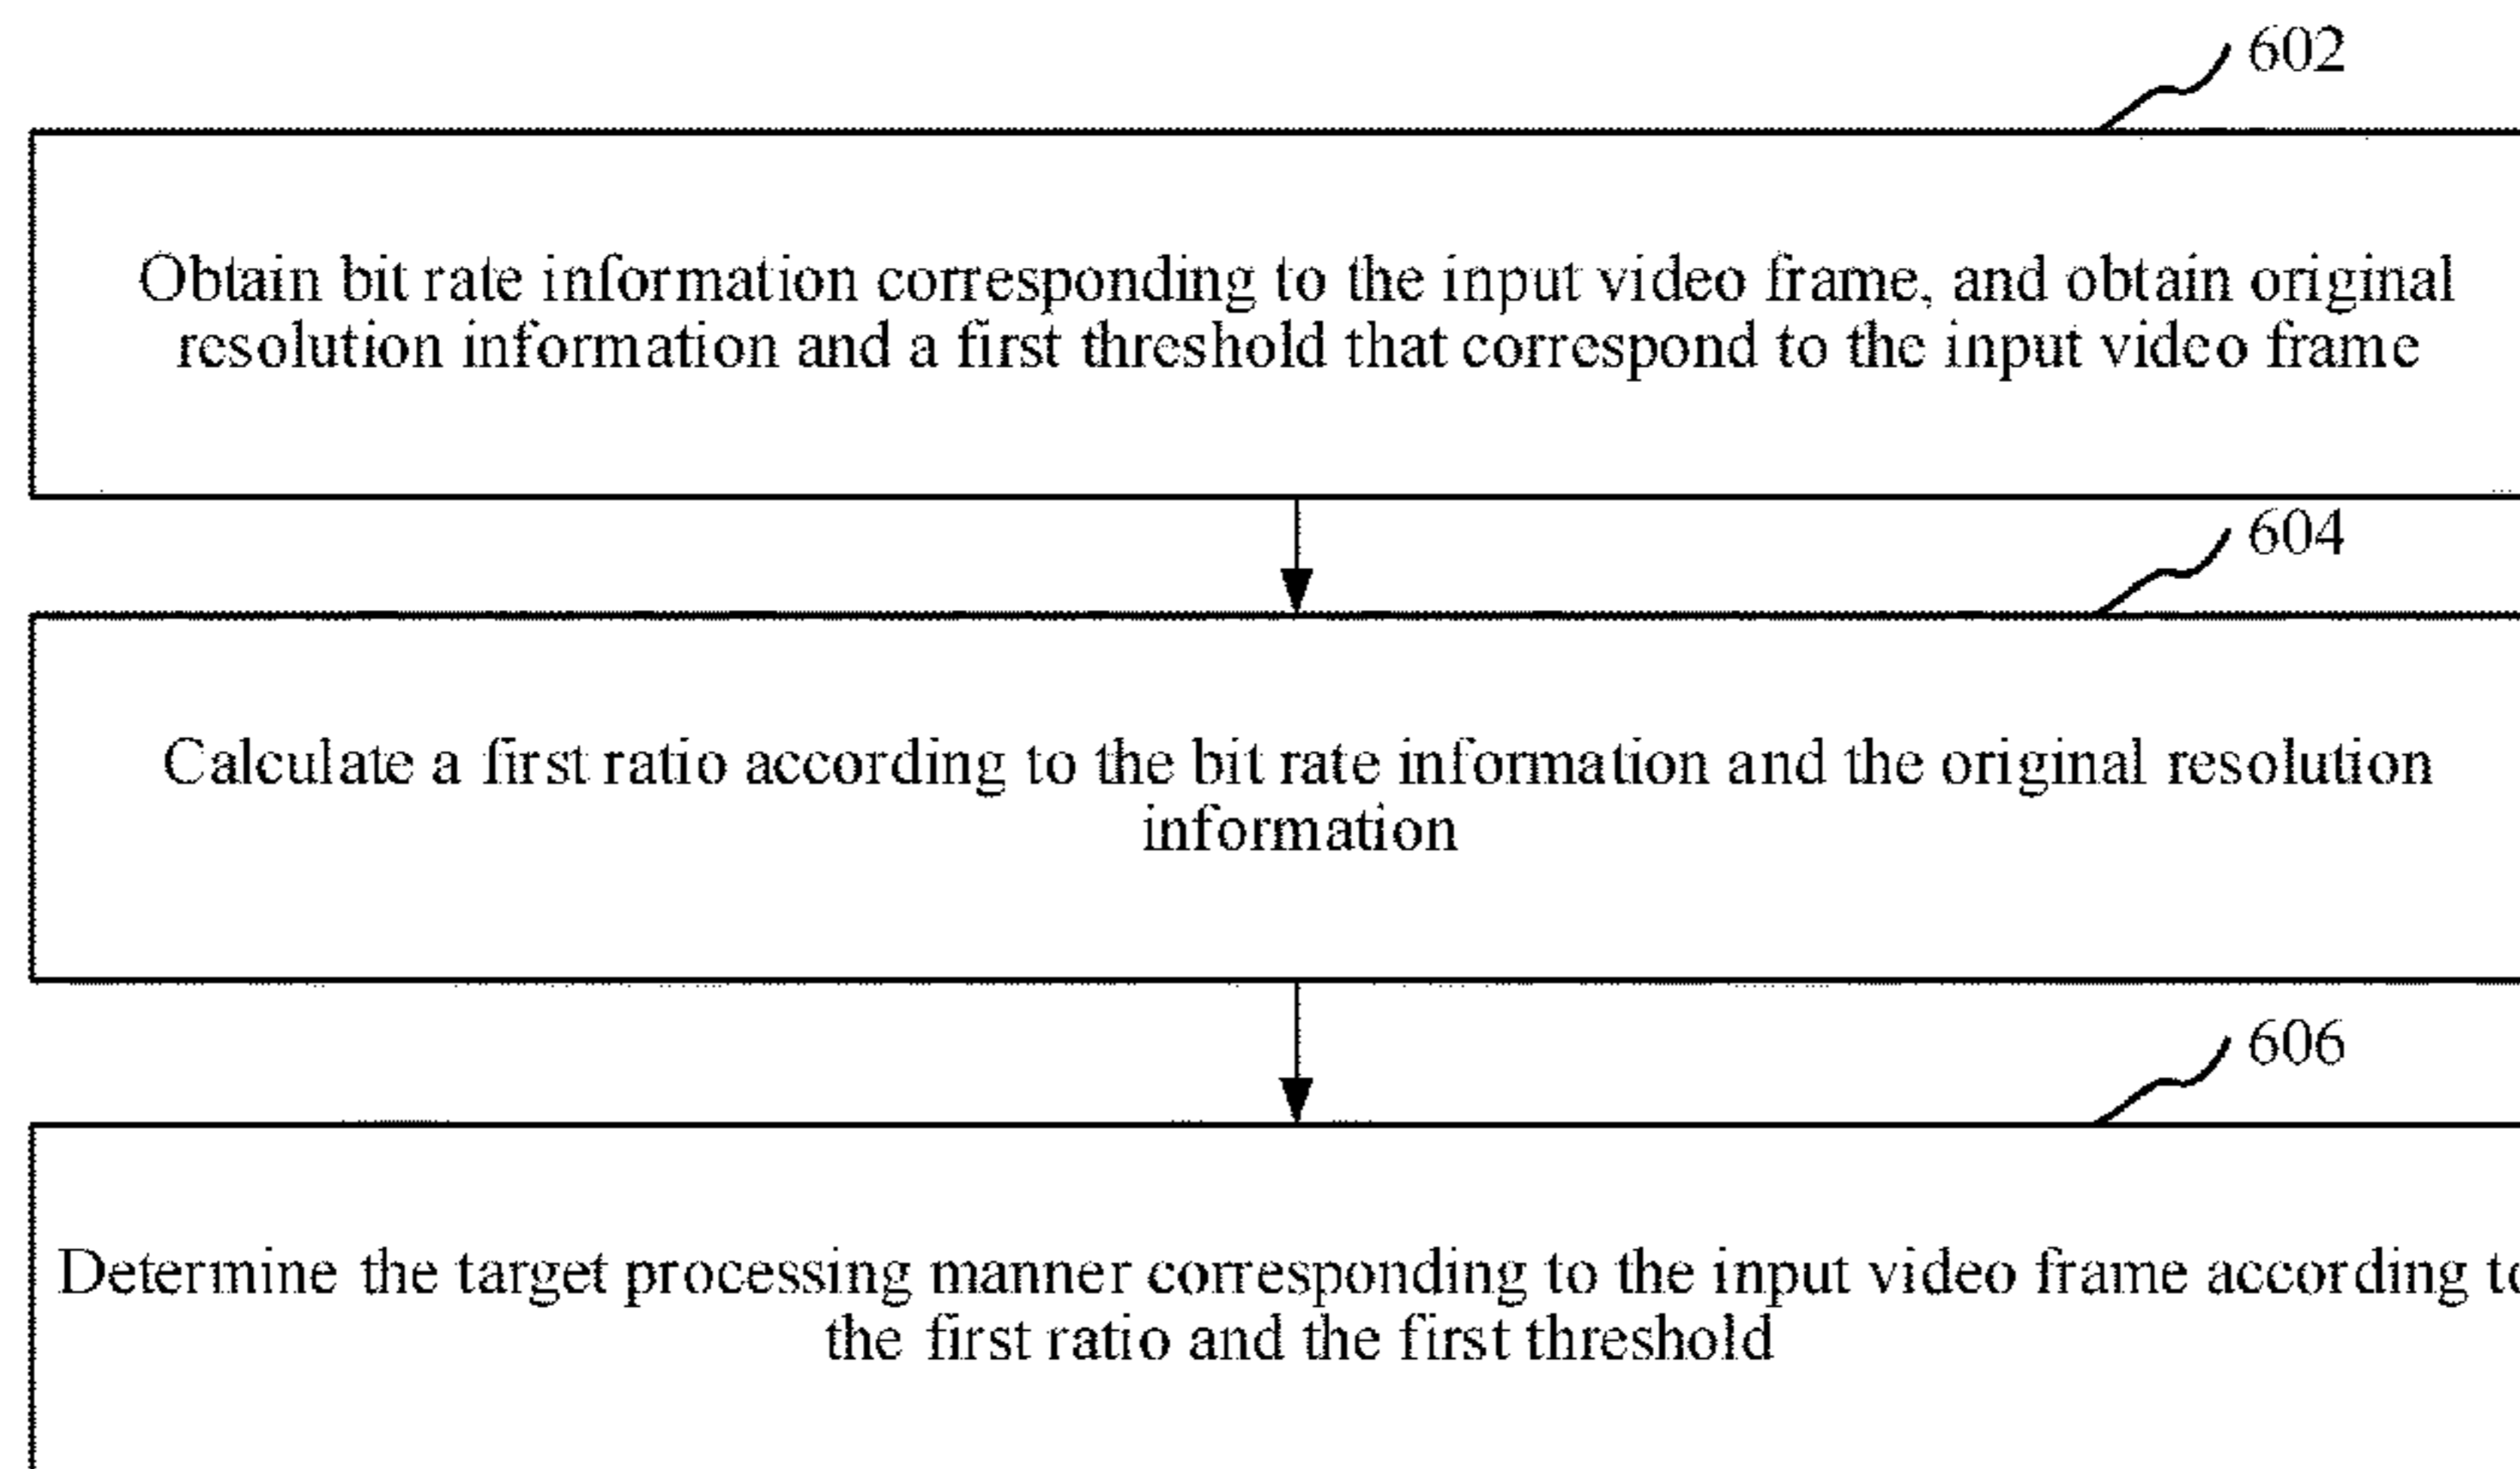 602
Obtain bit rate information corresponding to the input video frame, and obtain original
resolution information and a first threshold that correspond to the input video frame
604
Calculate a first ratio according to the bit rate information and the original resolution
information
606
Determine the target processing manner corresponding to the input video frame according to
the first ratio and the first threshold